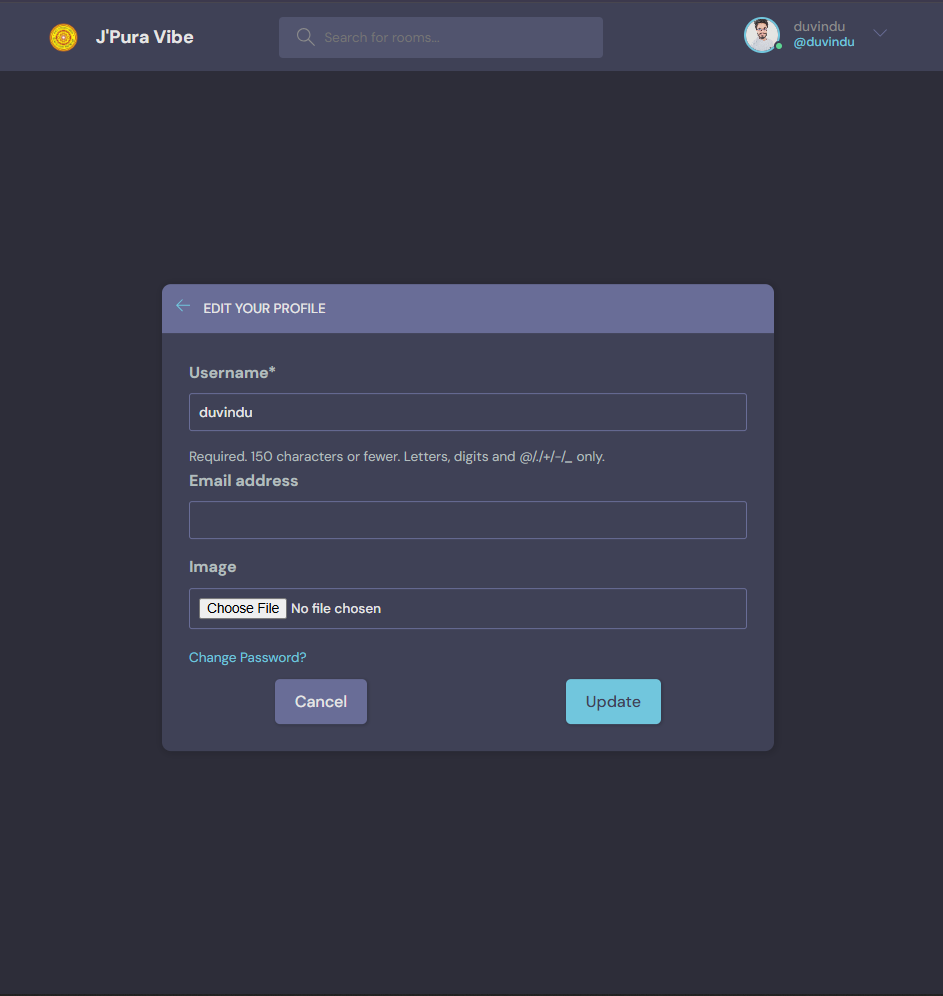 J'Pura Vibe
Search for rooms...
duvindu
@duvindu
EDIT YOUR PROFILE
Username*
duvindu
Required. 150 characters or fewer. Letters, digits and @/./+/-/_ only.
Email address
Image
Choose File No file chosen
Change Password?
Cancel
Update